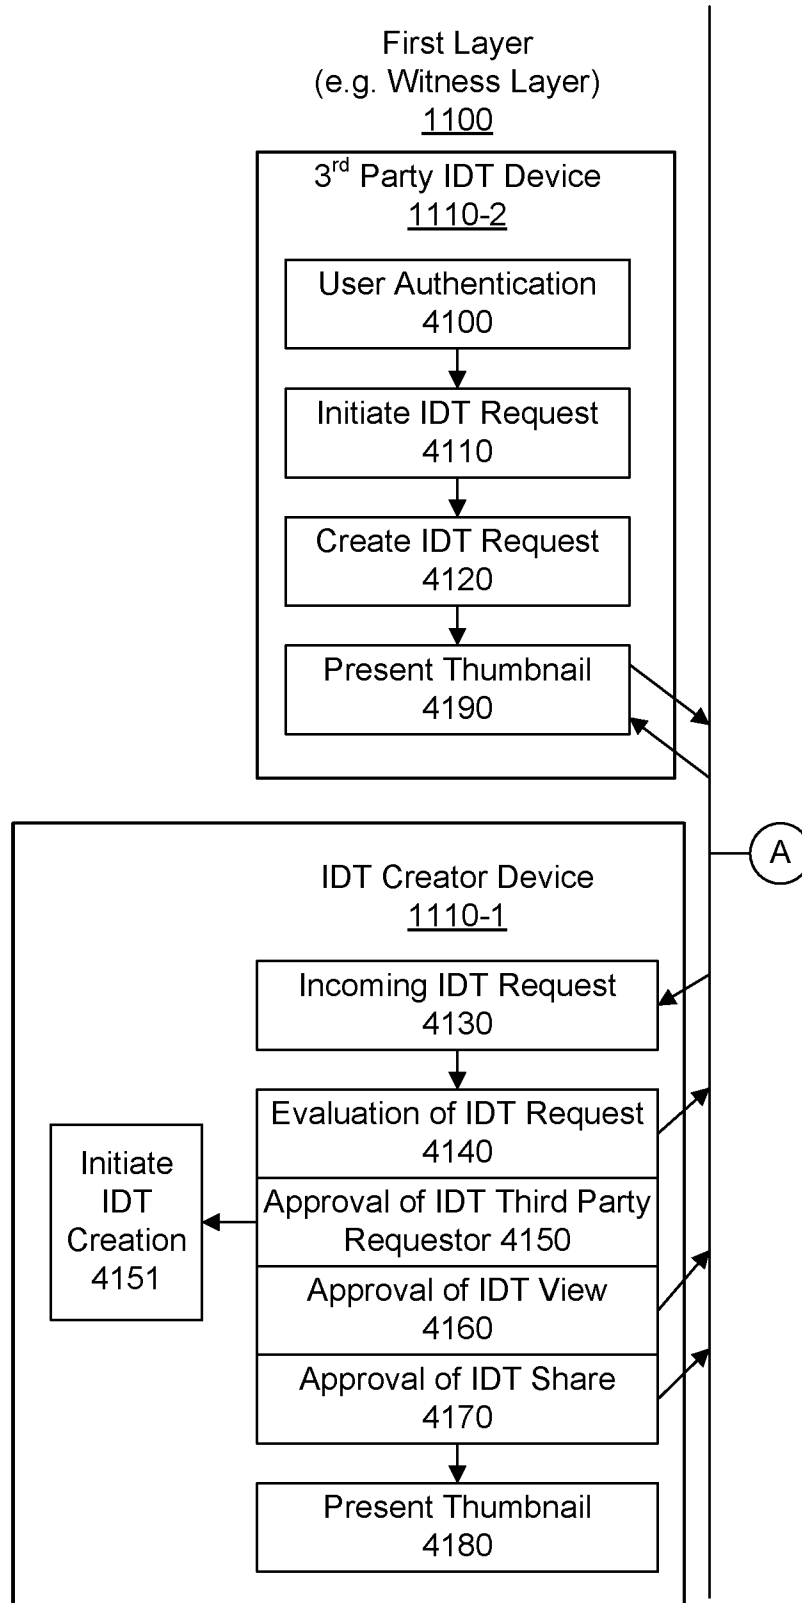 First Layer
(e.g. Witness Layer)
1100
3rd Party IDT Device
1110-2
User Authentication
4100
Initiate IDT Request
4110
Create IDT Request
4120
Present Thumbnail
4190
A
IDT Creator Device
1110-1
Incoming IDT Request
4130
Evaluation of IDT Request
4140
Initiate
IDT
Creation
4151
Approval of IDT Third Party
Requestor 4150
Approval of IDT View
4160
Approval of IDT Share
4170
Present Thumbnail
4180